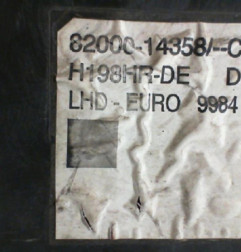 82000-14358/--C
H198HR-DE D
LHD - EURO 9984